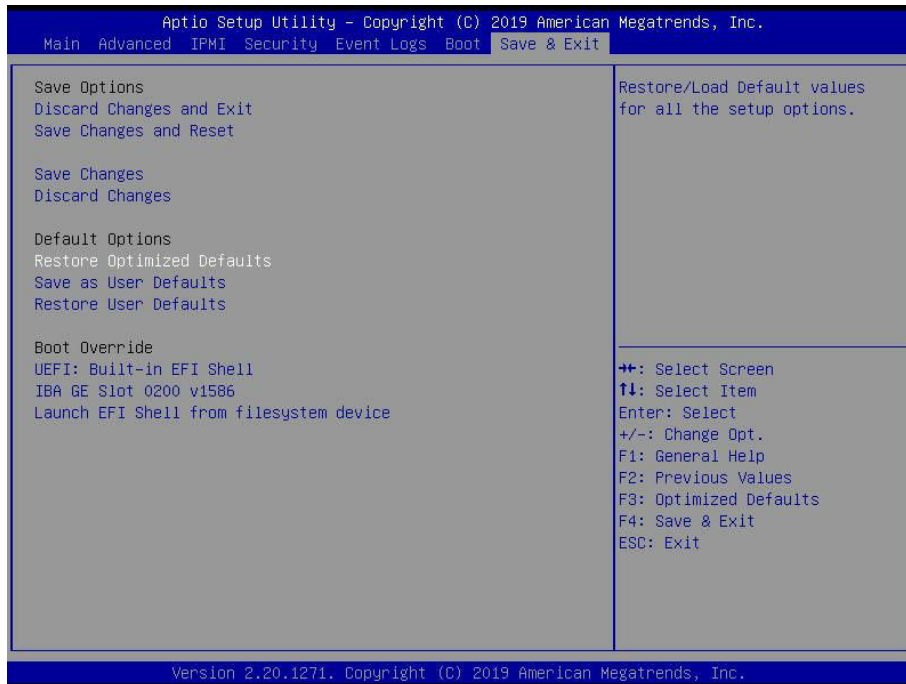 Aptio Setup Utility – Copyright (C) 2019 American Megatrends, Inc.
Main Advanced IPMI Security Event Logs Boot Save & Exit
Save Options
Discard Changes and Exit
Save Changes and Reset
Save Changes
Discard Changes
Default Options
Restore Optimized Defaults
Save as User Defaults
Restore User Defaults
Boot Override
UEFI: Built-in EFI Shell
IBA GE Slot 0200 v1586
Launch EFI Shell from filesystem device
Restore/Load Default values
for all the setup options.
→←: Select Screen
↑↓: Select Item
Enter: Select
+/-: Change Opt.
F1: General Help
F2: Previous Values
F3: Optimized Defaults
F4: Save & Exit
ESC: Exit
Version 2.20.1271. Copyright (C) 2019 American Megatrends, Inc.